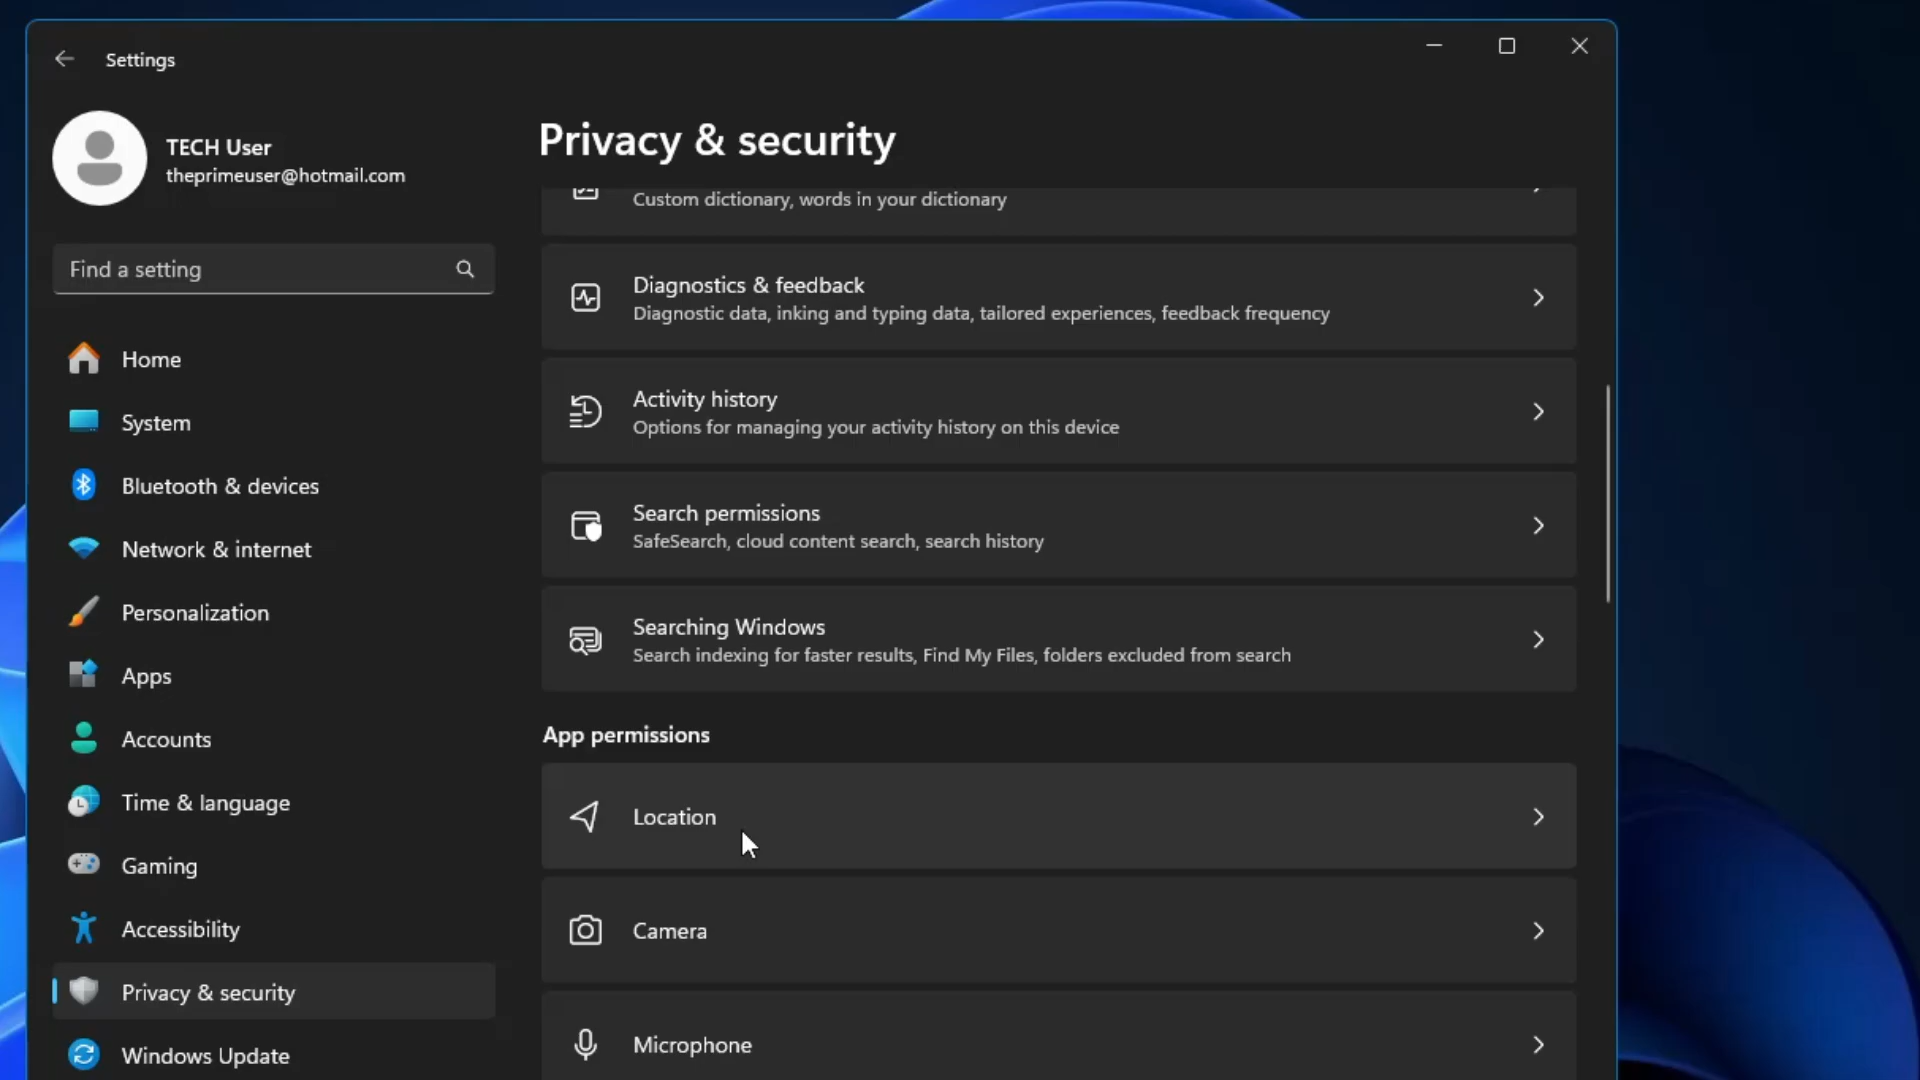 Settings
TECH User
theprimeuser@hotmail.com
Find a setting
Home
System
Bluetooth & devices
Network & internet
Personalization
Apps
Accounts
Time & language
Gaming
Accessibility
Privacy & security
Windows Update
Privacy & security
Custom dictionary, words in your dictionary
Diagnostics & feedback
Diagnostic data, inking and typing data, tailored experiences, feedback frequency
Activity history
Options for managing your activity history on this device
Search permissions
SafeSearch, cloud content search, search history
Searching Windows
Search indexing for faster results, Find My Files, folders excluded from search
App permissions
Location
Camera
Microphone